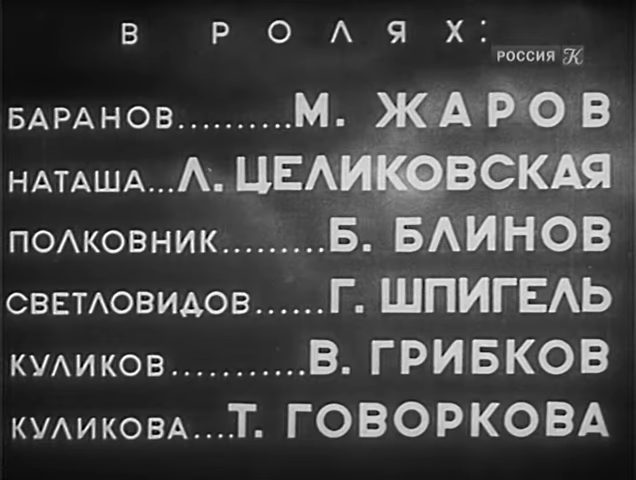 В РОЛЯХ:
РОССИЯ К
БАРАНОВ..........М. ЖАРОВ
НАТАША...Л. ЦЕЛИКОВСКАЯ
ПОЛКОВНИК.........Б. БЛИНОВ
СВЕТЛОВИДОВ......Г. ШПИГЕЛЬ
КУЛИКОВ............В. ГРИБКОВ
КУЛИКОВА....Т. ГОВОРКОВА